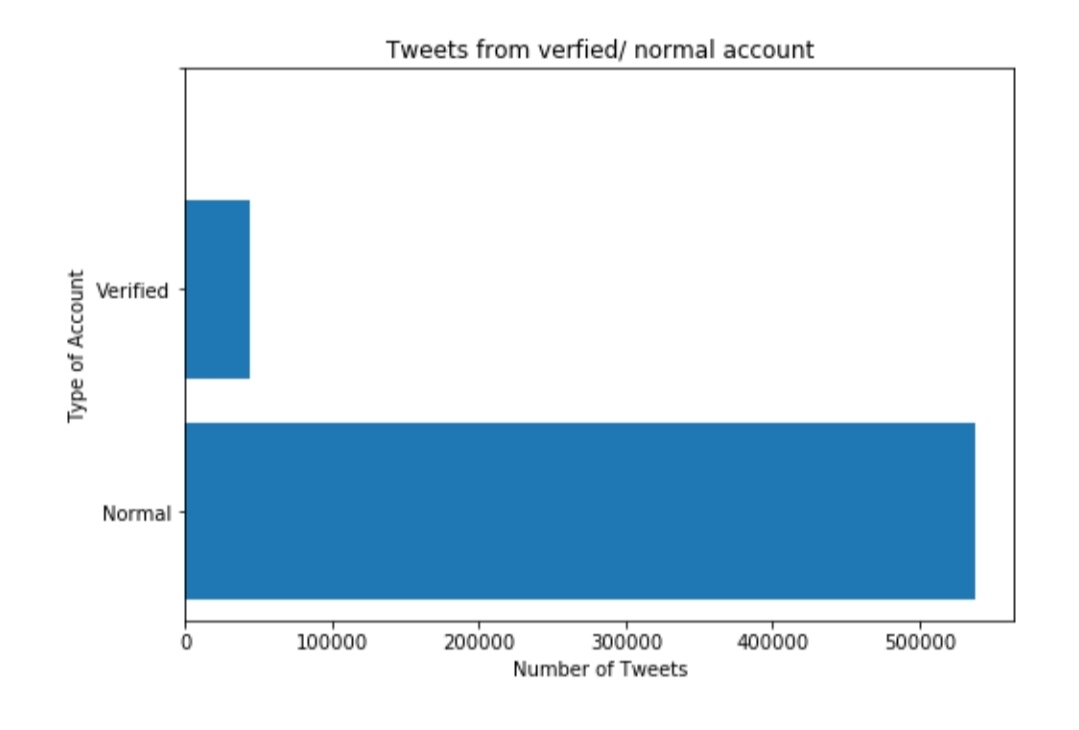 Tweets from verfied/ normal account
Type of Account
Verified
Normal
0 100000 200000 300000 400000 500000
Number of Tweets